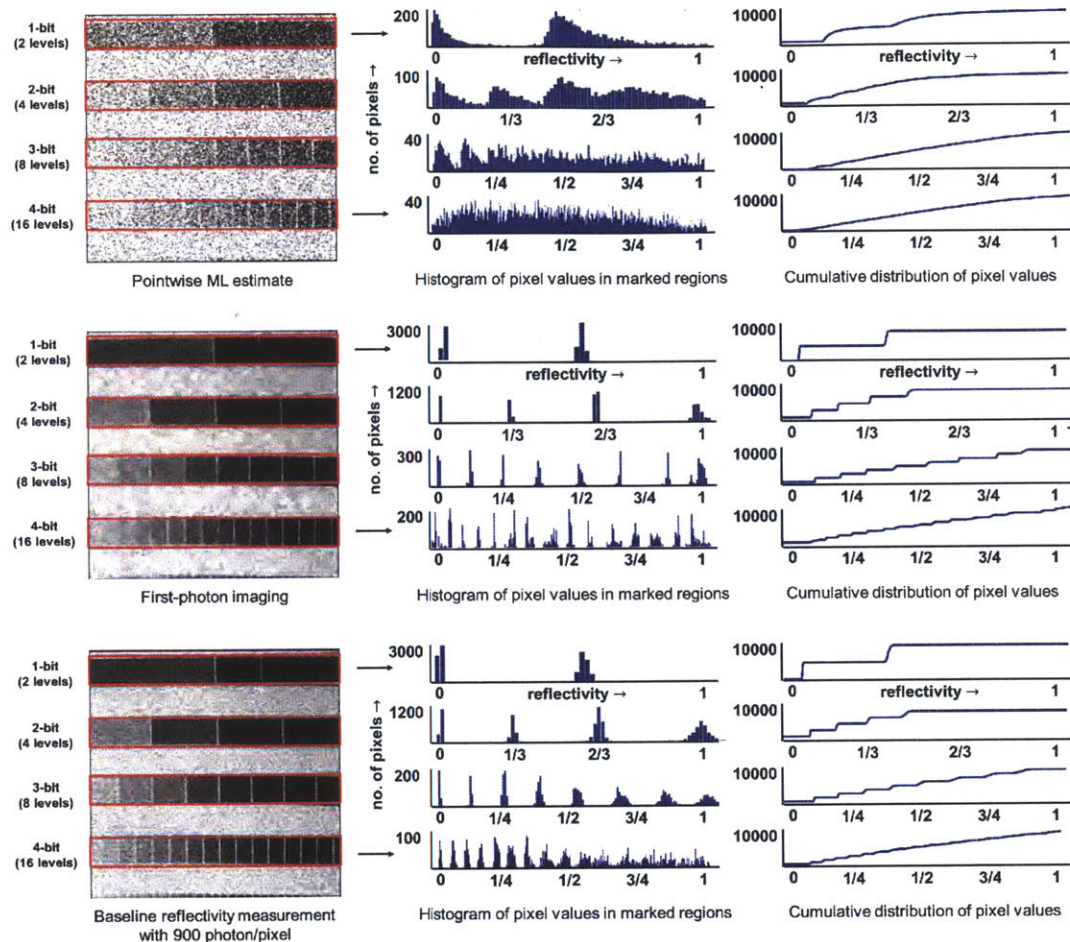 1-bit
(2 levels)
2-bit
(4 levels)
3-bit
(8 levels)
4-bit
(16 levels)
Pointwise ML estimate
no. of pixels →
200
0
reflectivity →
1
100
0
1/3
2/3
1
40
0
1/4
1/2
3/4
1
40
0
1/4
1/2
3/4
1
Histogram of pixel values in marked regions
10000
0
reflectivity →
1
10000
0
1/3
2/3
1
10000
0
1/4
1/2
3/4
1
10000
0
1/4
1/2
3/4
1
Cumulative distribution of pixel values
1-bit
(2 levels)
2-bit
(4 levels)
3-bit
(8 levels)
4-bit
(16 levels)
First-photon imaging
no. of pixels →
3000
0
reflectivity →
1
1200
0
1/3
2/3
1
300
0
1/4
1/2
3/4
1
200
0
1/4
1/2
3/4
1
Histogram of pixel values in marked regions
10000
0
reflectivity →
1
10000
0
1/3
2/3
1
10000
0
1/4
1/2
3/4
1
10000
0
1/4
1/2
3/4
1
Cumulative distribution of pixel values
1-bit
(2 levels)
2-bit
(4 levels)
3-bit
(8 levels)
4-bit
(16 levels)
Baseline reflectivity measurement
with 900 photon/pixel
no. of pixels →
3000
0
reflectivity →
1
1200
0
1/3
2/3
1
200
0
1/4
1/2
3/4
1
100
0
1/4
1/2
3/4
1
Histogram of pixel values in marked regions
10000
0
reflectivity →
1
10000
0
1/3
2/3
1
10000
0
1/4
1/2
3/4
1
10000
0
1/4
1/2
3/4
1
Cumulative distribution of pixel values